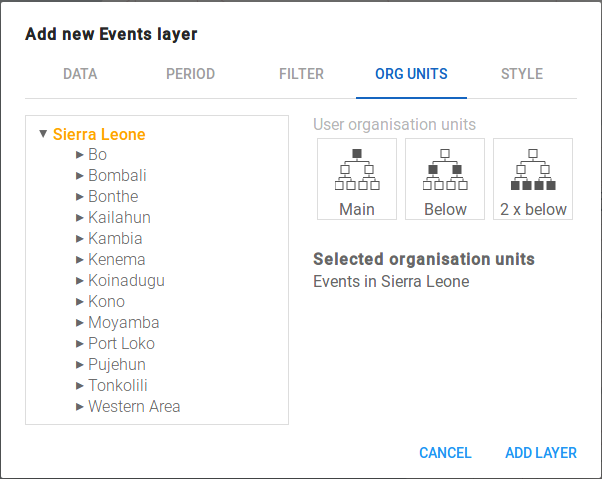 Add new Events layer
DATA PERIOD FILTER ORG UNITS STYLE
Sierra Leone
Bo
Bombali
Bonthe
Kailahun
Kambia
Kenema
Koinadugu
Kono
Moyamba
Port Loko
Pujehun
Tonkolili
Western Area
User organisation units
Main Below 2 x below
Selected organisation units
Events in Sierra Leone
CANCEL ADD LAYER